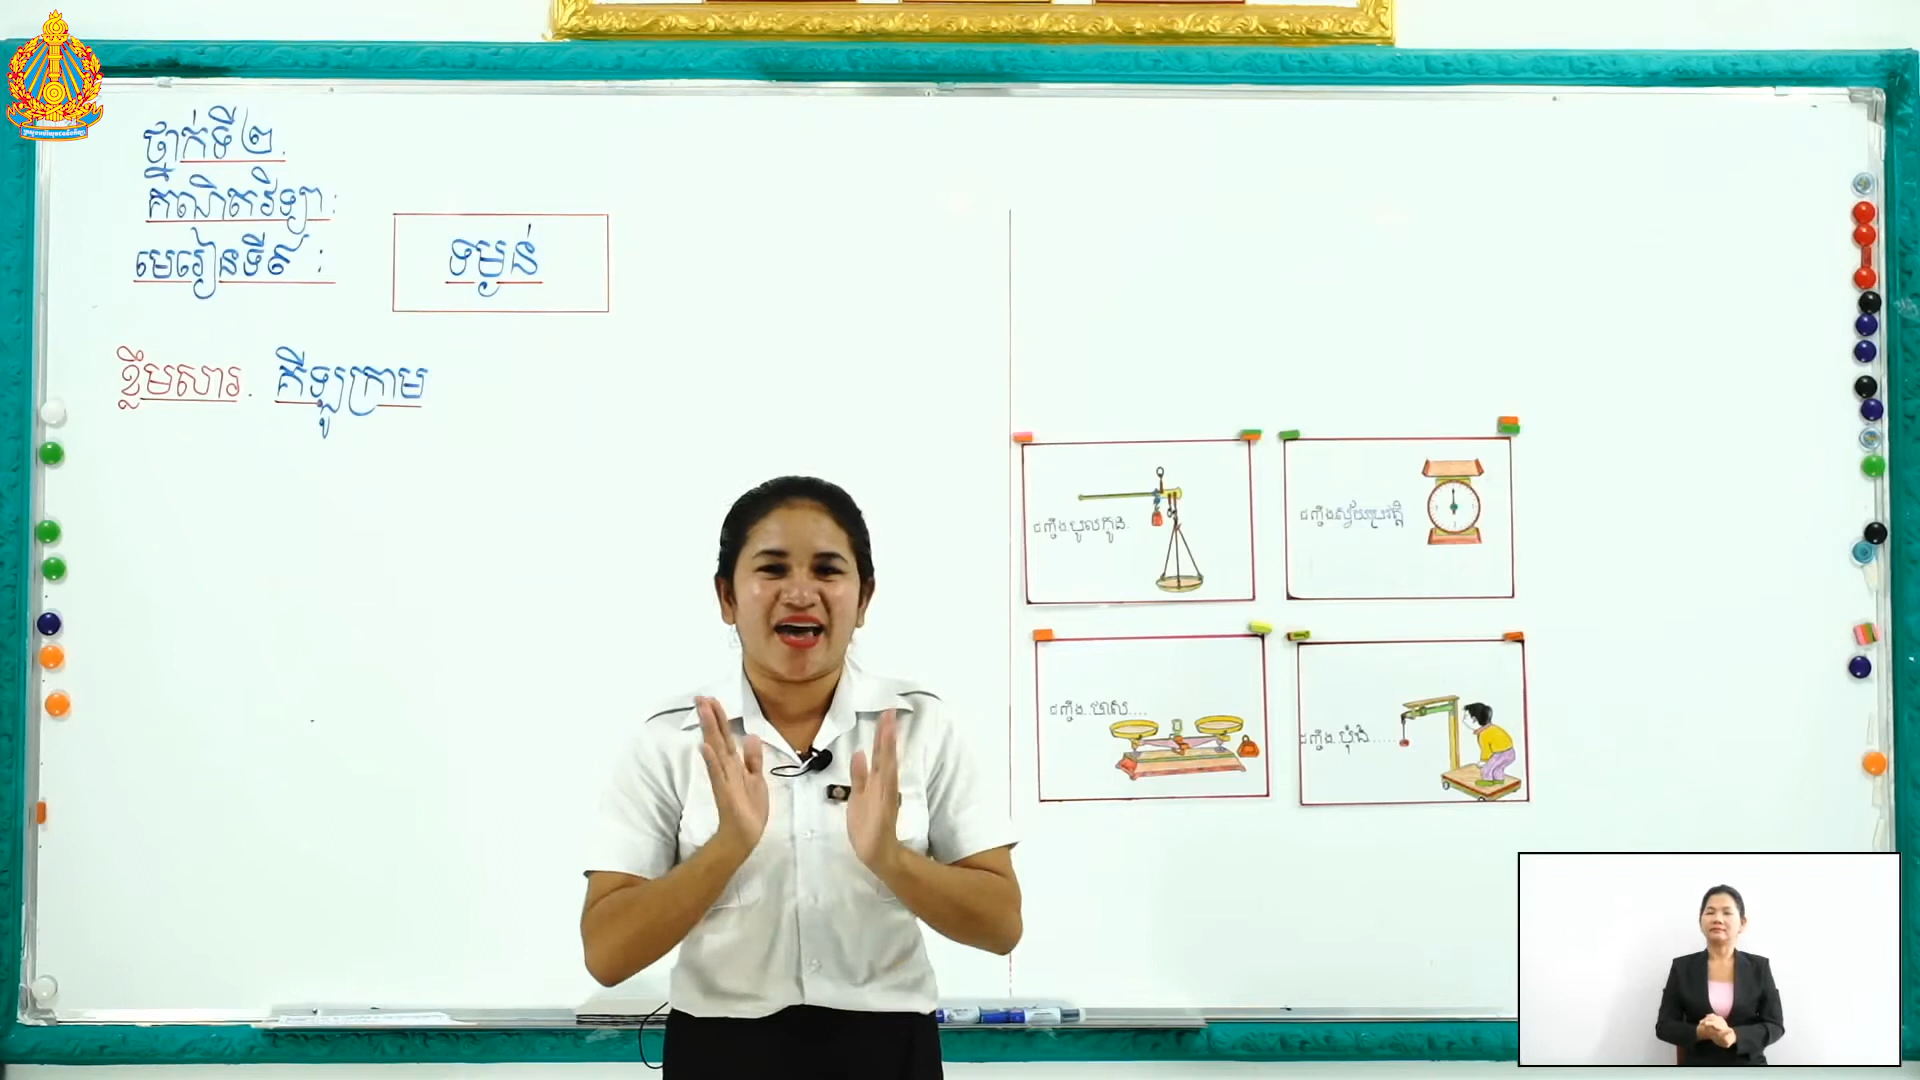 ថ្នាក់ទី២.
គណិតវិទ្យា:
មេរៀនទី៩ :
ទម្ងន់
ខ្លឹមសារ. គីឡូក្រាម
ជញ្ជីងបូលក្អូង
ជញ្ជីងស្វ័យប្រវត្តិ
ជញ្ជីង..ថាស....
ជញ្ជីង..ប៉ុង.....